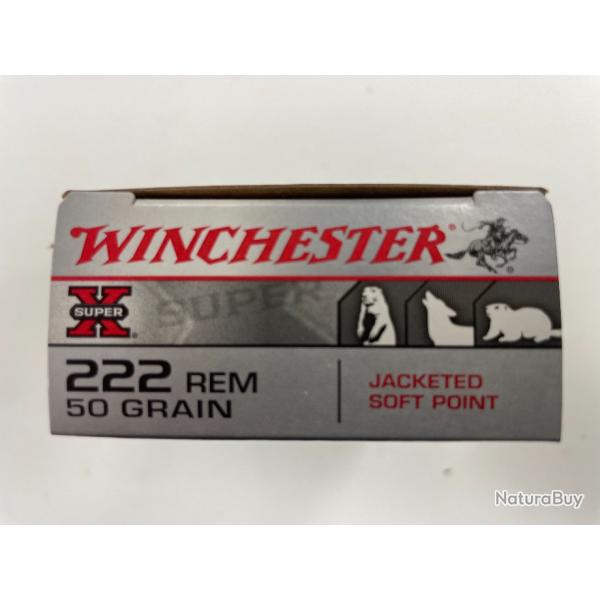 WINCHESTER®
SUPER X® SUPER
222 REM
50 GRAIN
JACKETED
SOFT POINT
NaturaBuy